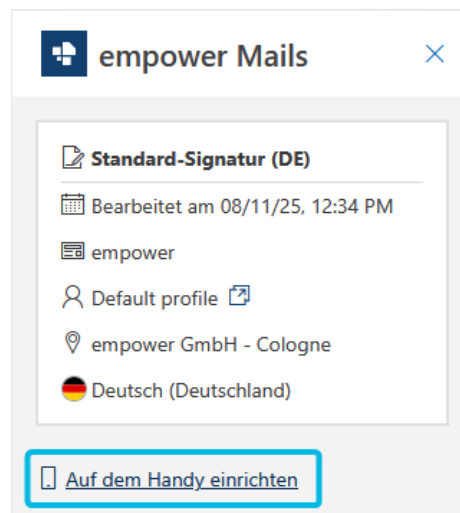 empower Mails
Standard-Signatur (DE)
Bearbeitet am 08/11/25, 12:34 PM
empower
Default profile
empower GmbH - Cologne
Deutsch (Deutschland)
Auf dem Handy einrichten